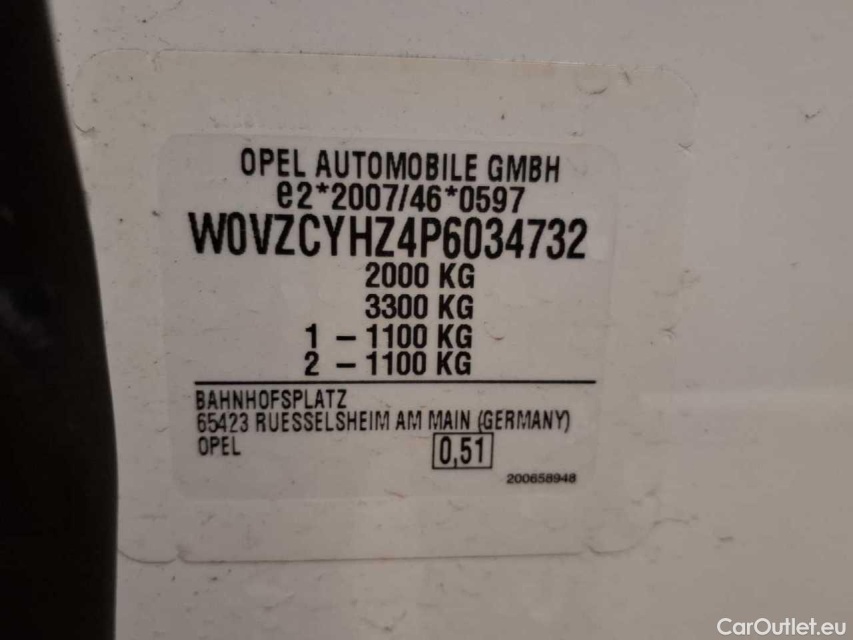 OPEL AUTOMOBILE GMBH
e2*2007/46*0597
W0VZCYHZ4P6034732
2000 KG
3300 KG
1 – 1100 KG
2 – 1100 KG
BAHNHOFSPLATZ
65423 RUESSELSHEIM AM MAIN (GERMANY)
OPEL
0,51
200658948
CarOutlet.eu